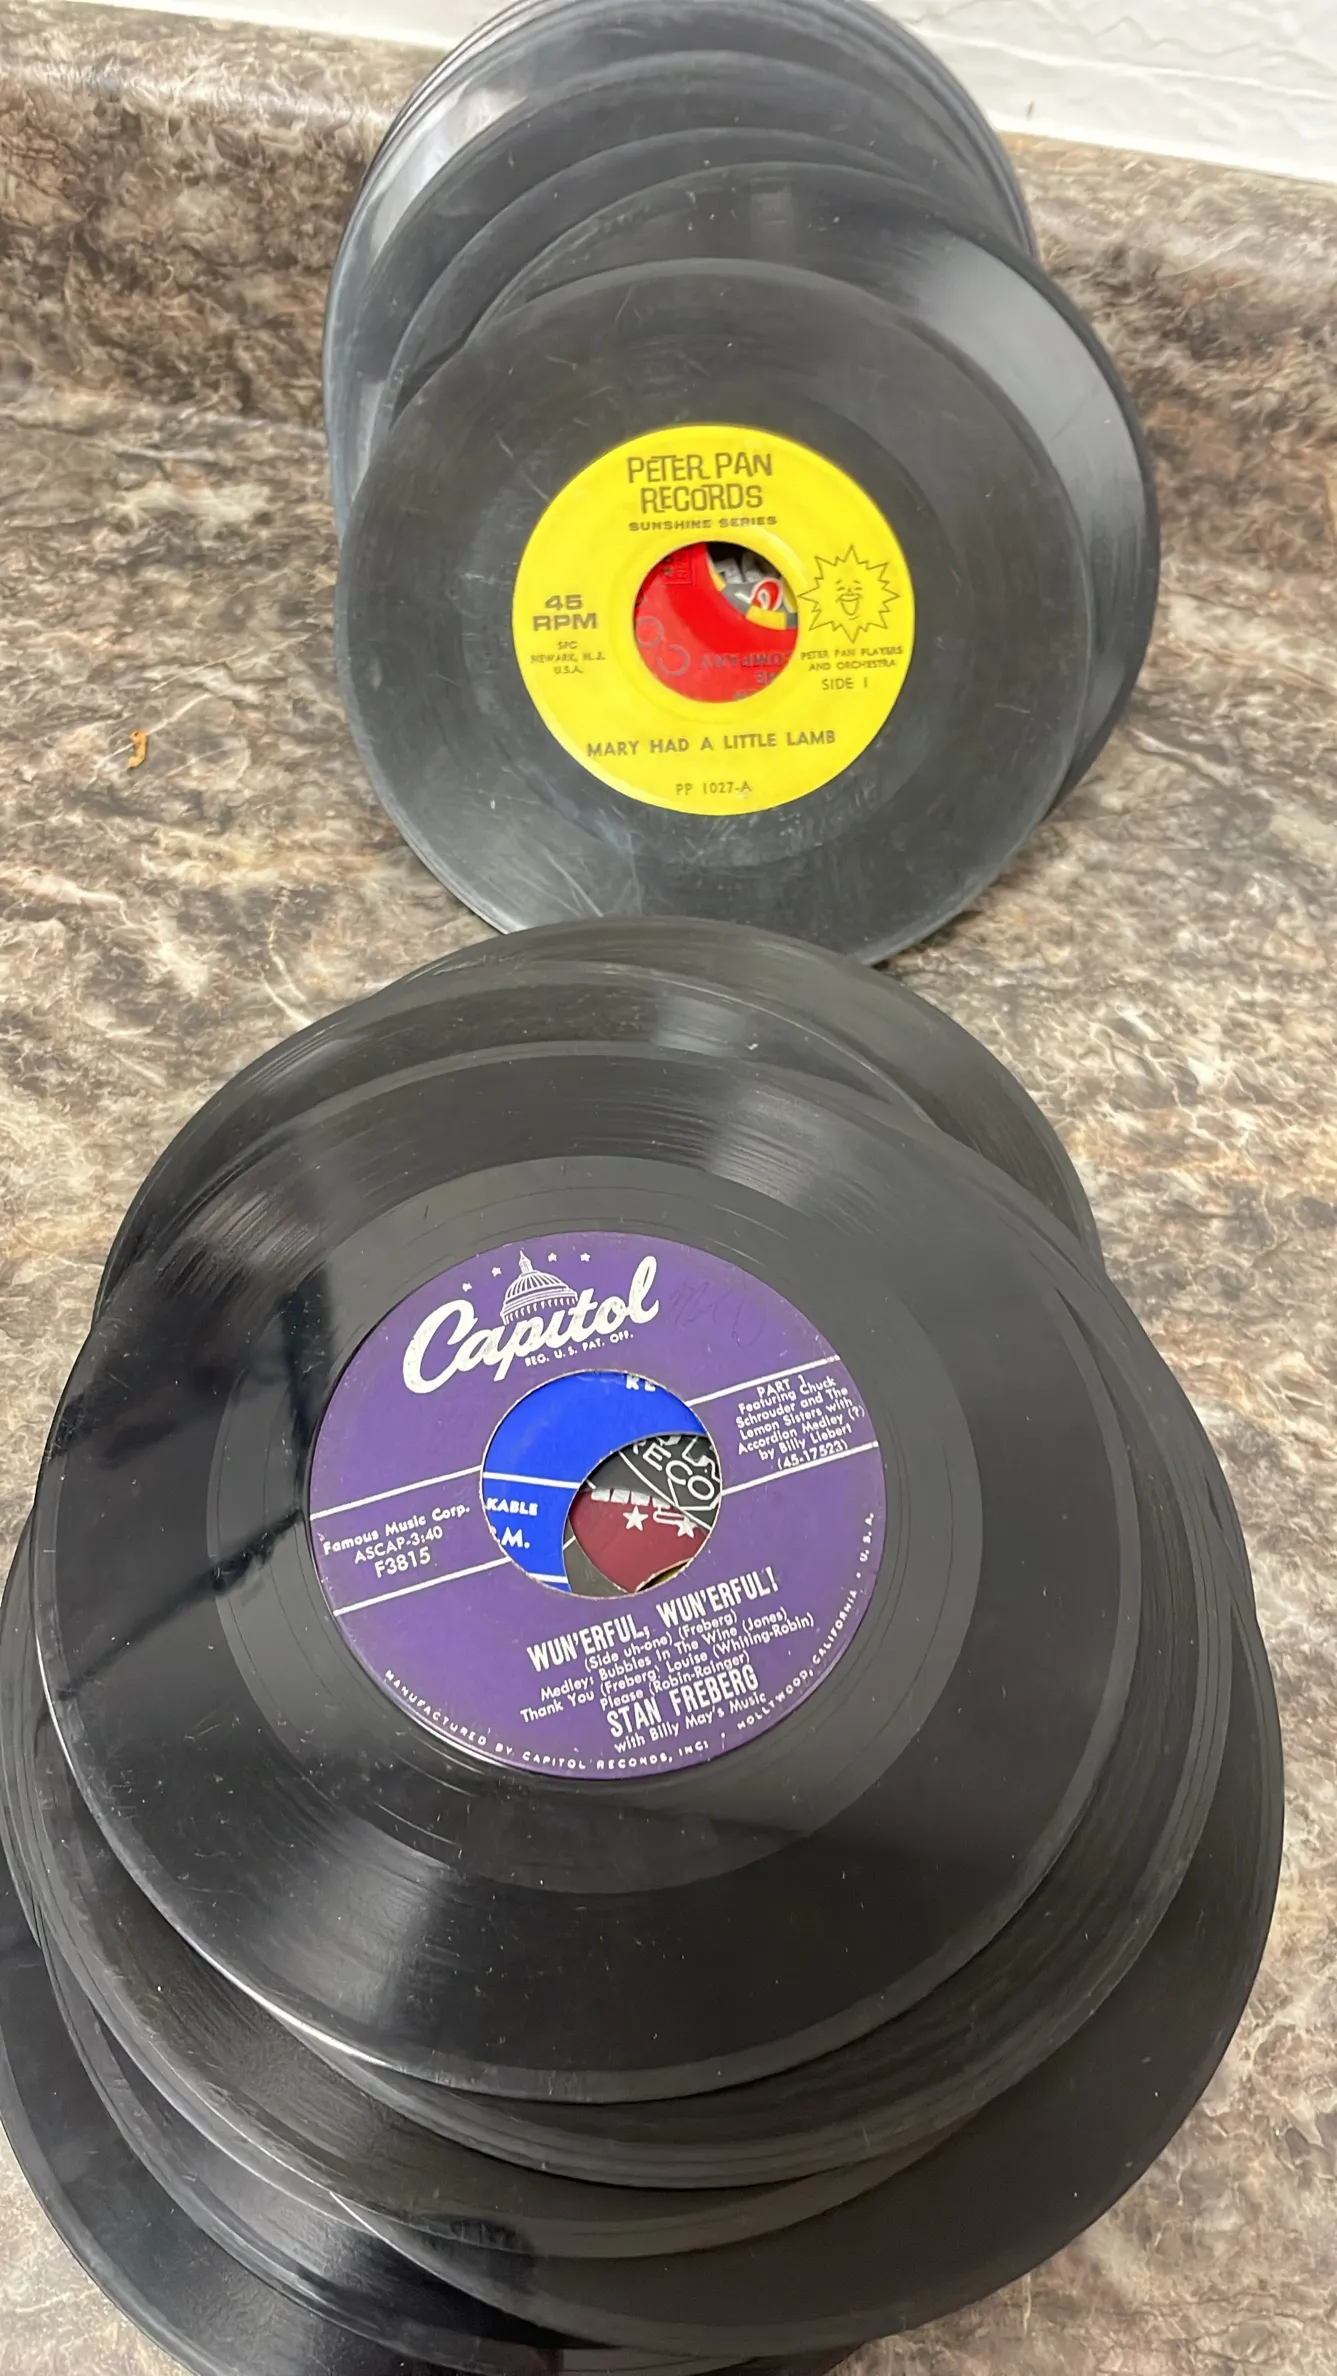 PETER PAN
RECORDS
SUNSHINE SERIES
45
RPM
SPC
NEWARK, N.J.
U.S.A.
PETER PAN PLAYERS
AND ORCHESTRA
SIDE 1
MARY HAD A LITTLE LAMB
PP 1027-A
Capitol
REG. U.S. PAT. OFF.
PART 1
Featuring Chuck
Schrouder and The
Lemon Sisters with
Accordion Medley (?)
by Billy Liebert
(45-17523)
Famous Music Corp.
ASCAP-3:40
F3815
KABLE
.M.
RECO
WUN'ERFUL, WUN'ERFUL!
(Side uh-one) (Freberg)
Medley: Bubbles In The Wine (Jones)
Thank You (Freberg) Louise (Whiting-Robin)
Please (Robin-Rainger)
STAN FREBERG
with Billy May's Music
MANUFACTURED BY CAPITOL RECORDS, INC. • HOLLYWOOD, CALIFORNIA • U.S.A.